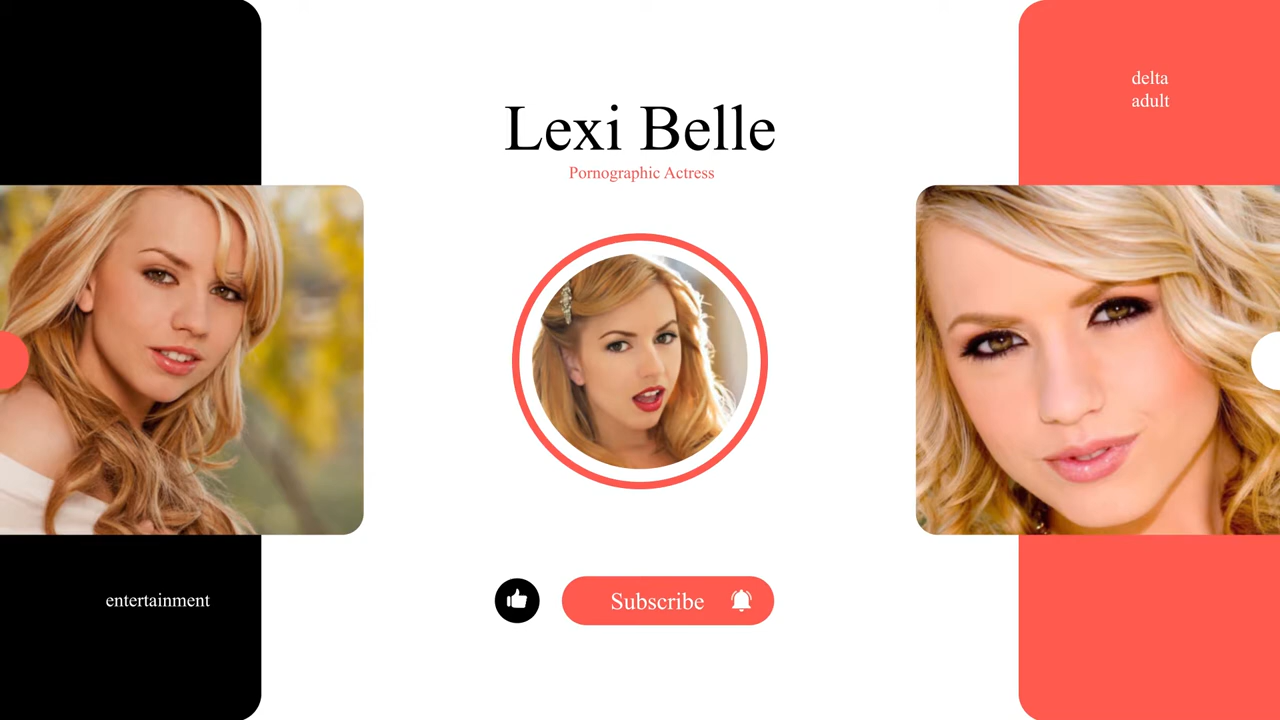 Lexi Belle
Pornographic Actress
delta
adult
entertainment
Subscribe